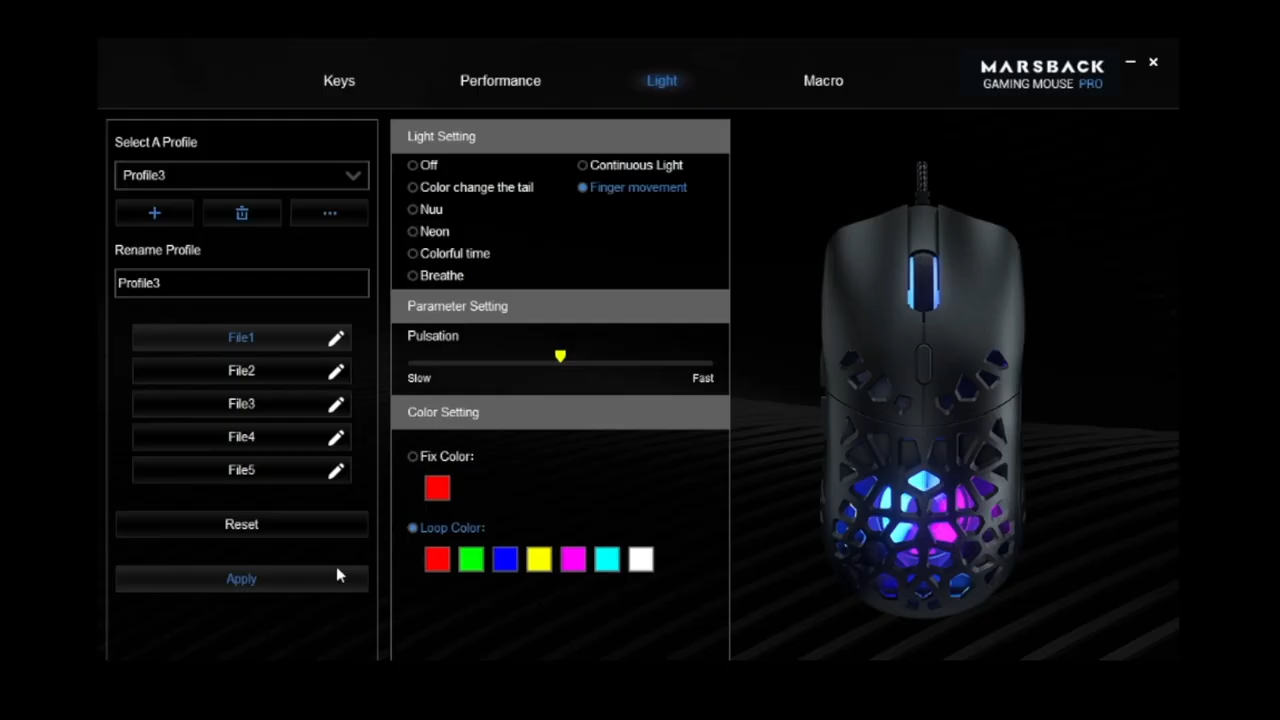 Keys
Performance
Light
Macro
MARSBACK
GAMING MOUSE PRO
Select A Profile
Profile3
Rename Profile
Profile3
File1
File2
File3
File4
File5
Reset
Apply
Light Setting
Off
Continuous Light
Color change the tail
Finger movement
Nuu
Neon
Colorful time
Breathe
Parameter Setting
Pulsation
Slow
Fast
Color Setting
Fix Color:
Loop Color: